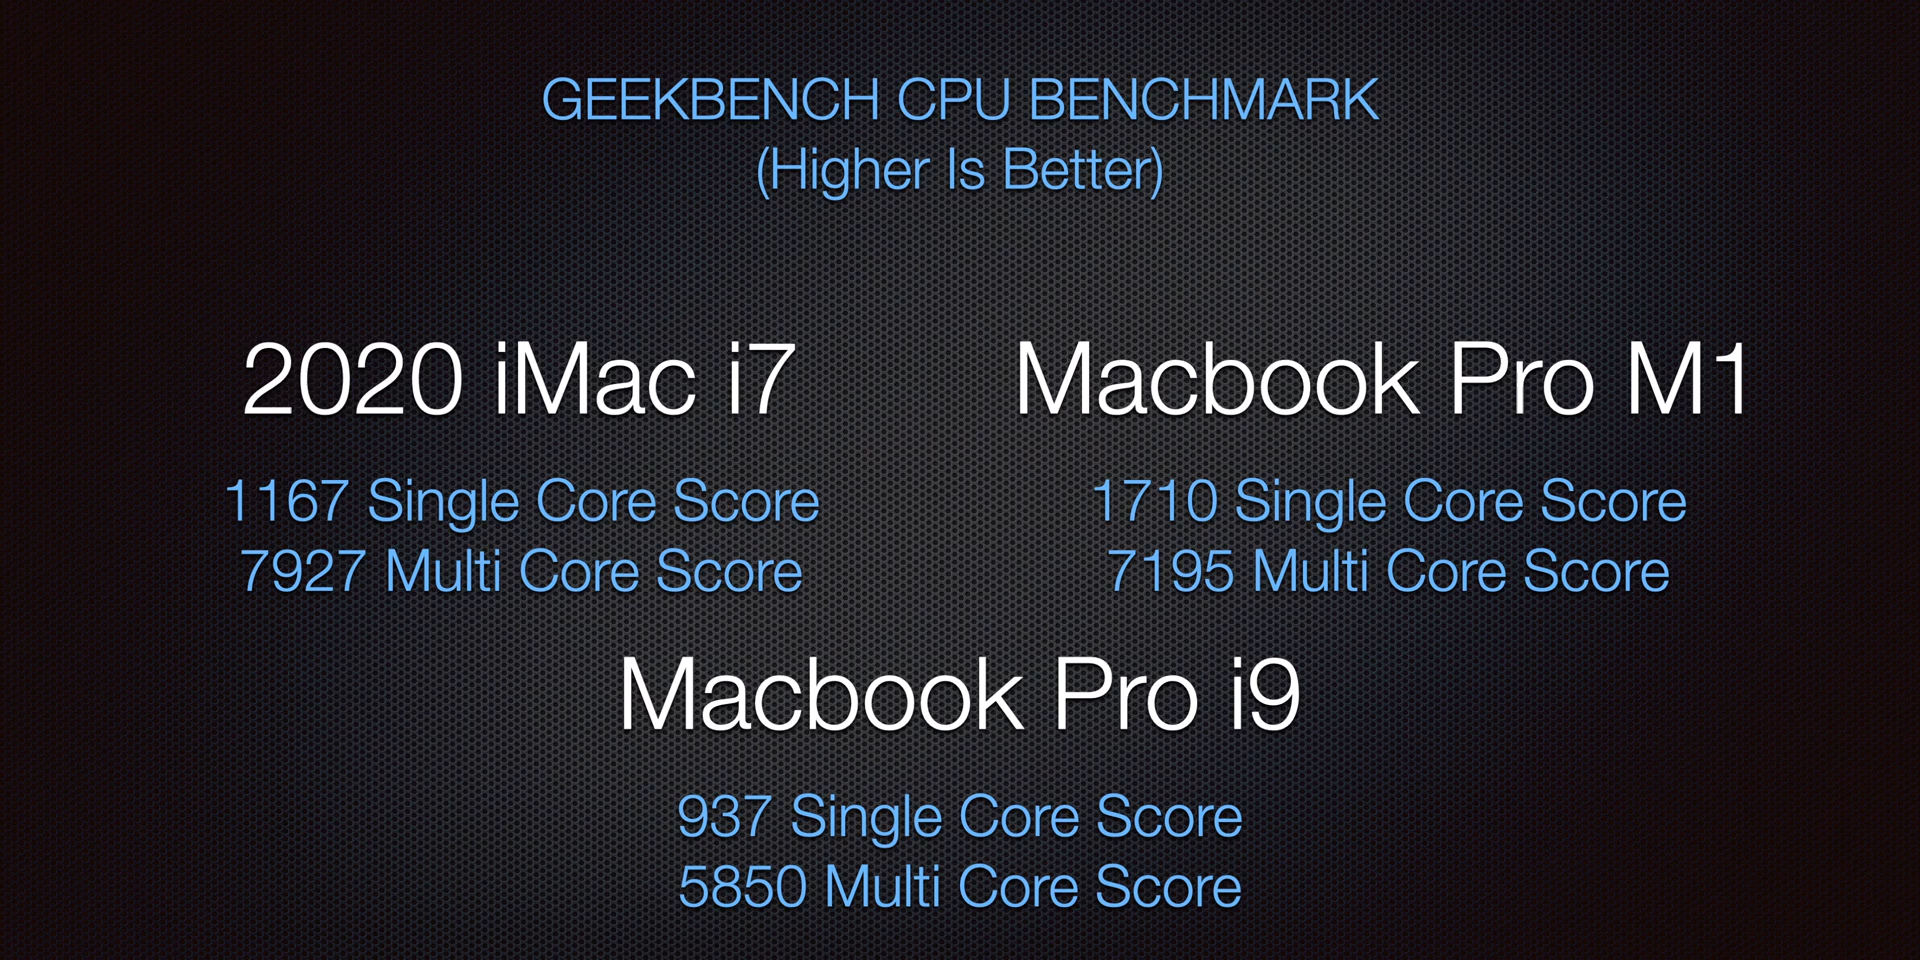 GEEKBENCH CPU BENCHMARK
(Higher Is Better)
2020 iMac i7
1167 Single Core Score
7927 Multi Core Score
Macbook Pro M1
1710 Single Core Score
7195 Multi Core Score
Macbook Pro i9
937 Single Core Score
5850 Multi Core Score